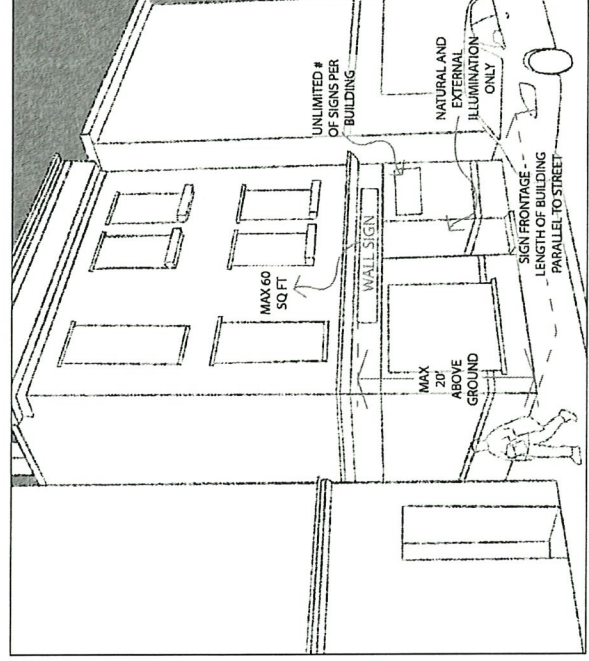 UNLIMITED #
OF SIGNS PER
BUILDING
NATURAL AND
EXTERNAL
ILLUMINATION
ONLY
MAX 60
SQ FT
WALL SIGN
MAX
20'
ABOVE
GROUND
SIGN FRONTAGE -
LENGTH OF BUILDING
PARALLEL TO STREET